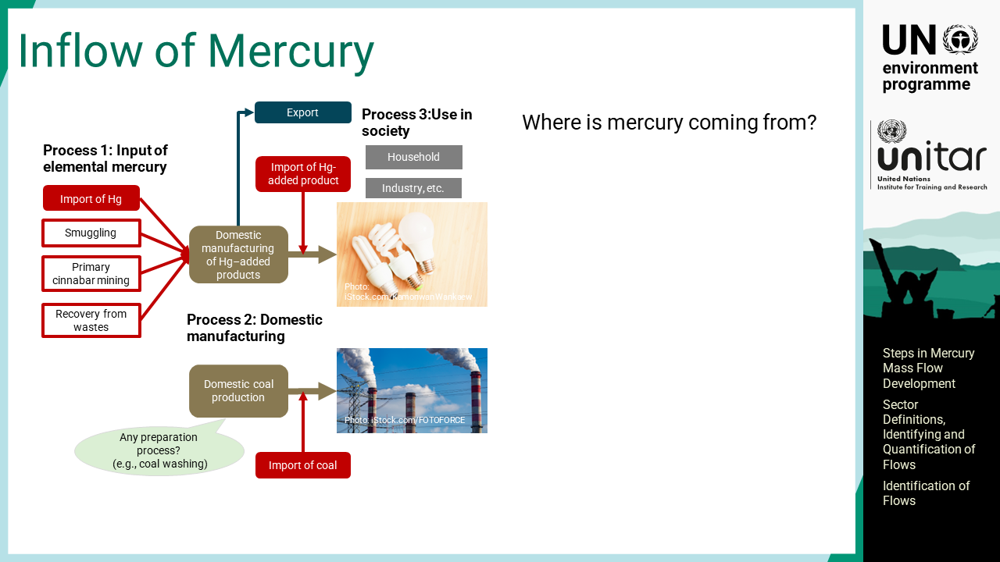 Inflow of Mercury
Export
Process 3:Use in
society
Where is mercury coming from?
Process 1: Input of
elemental mercury
Household
Import of Hg-
added product
Industry, etc.
Import of Hg
Smuggling
Domestic
manufacturing
of Hg–added
products
Primary
cinnabar mining
Photo:
iStock.com/KamonwanWankaew
Recovery from
wastes
Process 2: Domestic
manufacturing
Domestic coal
production
Photo: iStock.com/FOTOFORCE
Any preparation
process?
(e.g., coal washing)
Import of coal
UN
environment
programme
unitar
United Nations
Institute for Training and Research
Steps in Mercury
Mass Flow
Development
Sector
Definitions,
Identifying and
Quantification of
Flows
Identification of
Flows